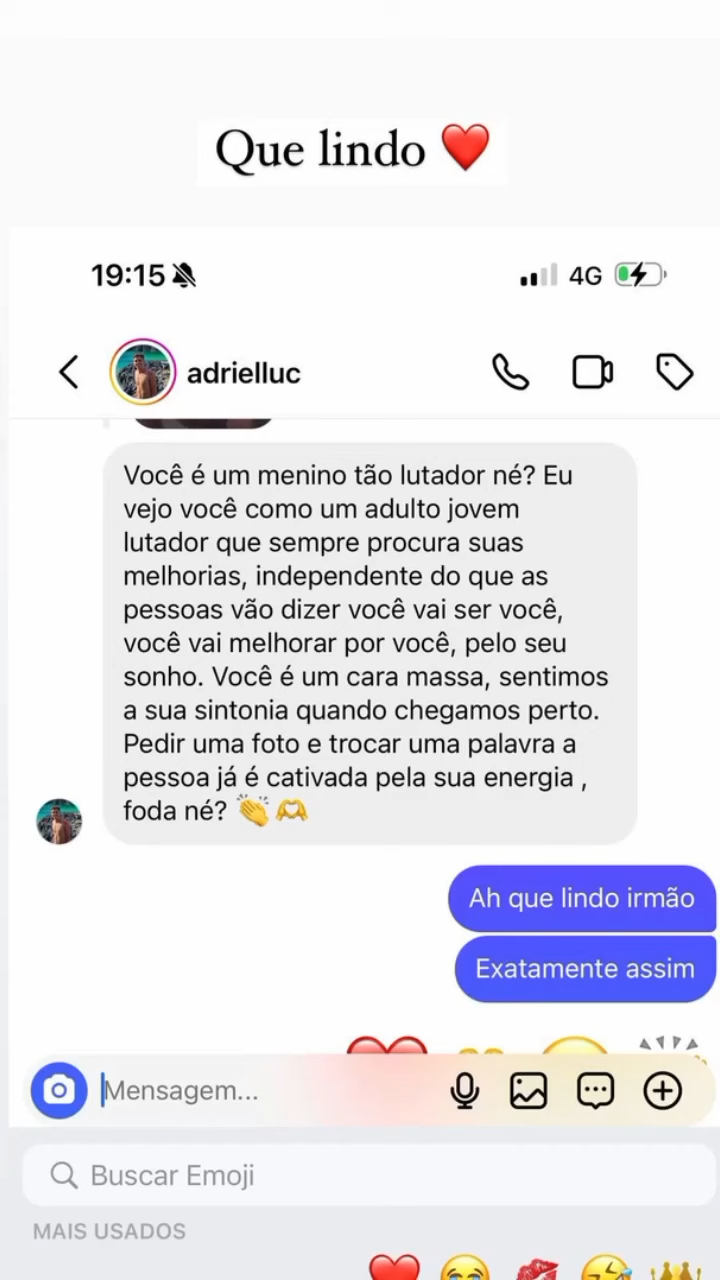 Que lindo ❤️
19:15
4G
adrielluc
Você é um menino tão lutador né? Eu
vejo você como um adulto jovem
lutador que sempre procura suas
melhorias, independente do que as
pessoas vão dizer você vai ser você,
você vai melhorar por você, pelo seu
sonho. Você é um cara massa, sentimos
a sua sintonia quando chegamos perto.
Pedir uma foto e trocar uma palavra a
pessoa já é cativada pela sua energia ,
foda né? 👏🫶
Ah que lindo irmão
Exatamente assim
Mensagem...
Buscar Emoji
MAIS USADOS